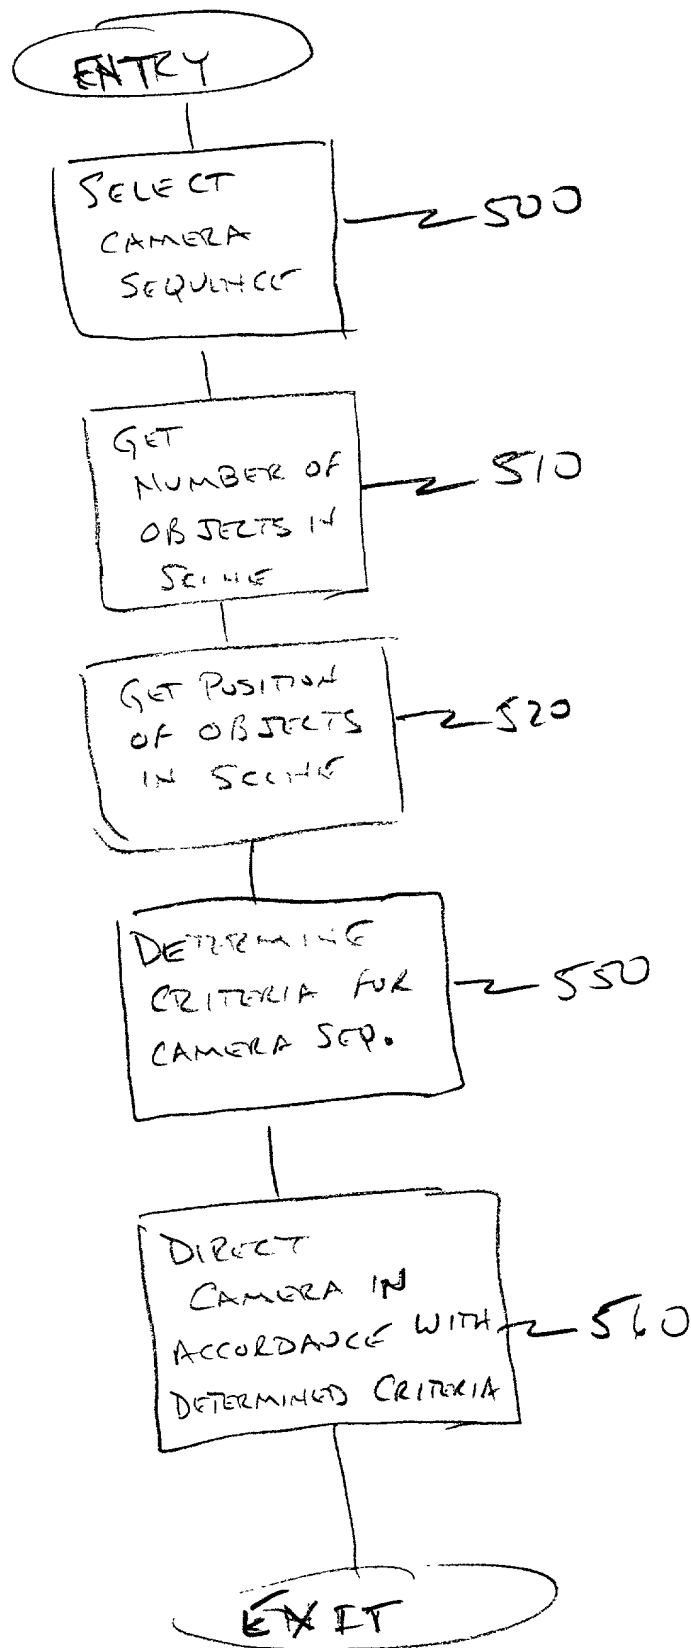 ENTRY
SELECT
CAMERA
SEQUENCE
500
GET
NUMBER OF
OBJECTS IN
SCENE
510
GET POSITION
OF OBJECTS
IN SCENE
520
DETERMINE
CRITERIA FOR
CAMERA SEQ.
550
DIRECT
CAMERA IN
ACCORDANCE WITH
DETERMINED CRITERIA
560
EXIT